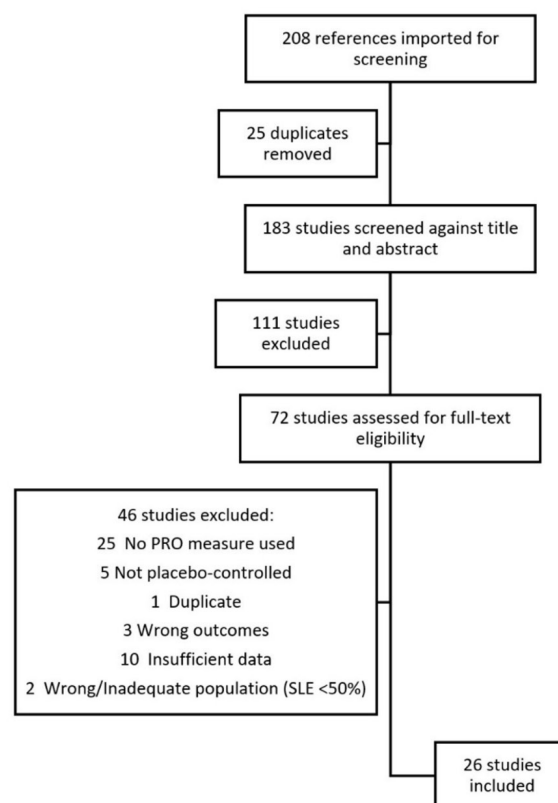 208 references imported for
screening
25 duplicates
removed
183 studies screened against title
and abstract
111 studies
excluded
72 studies assessed for full-text
eligibility
46 studies excluded:
25 No PRO measure used
5 Not placebo-controlled
1 Duplicate
3 Wrong outcomes
10 Insufficient data
2 Wrong/Inadequate population (SLE <50%)
26 studies
included